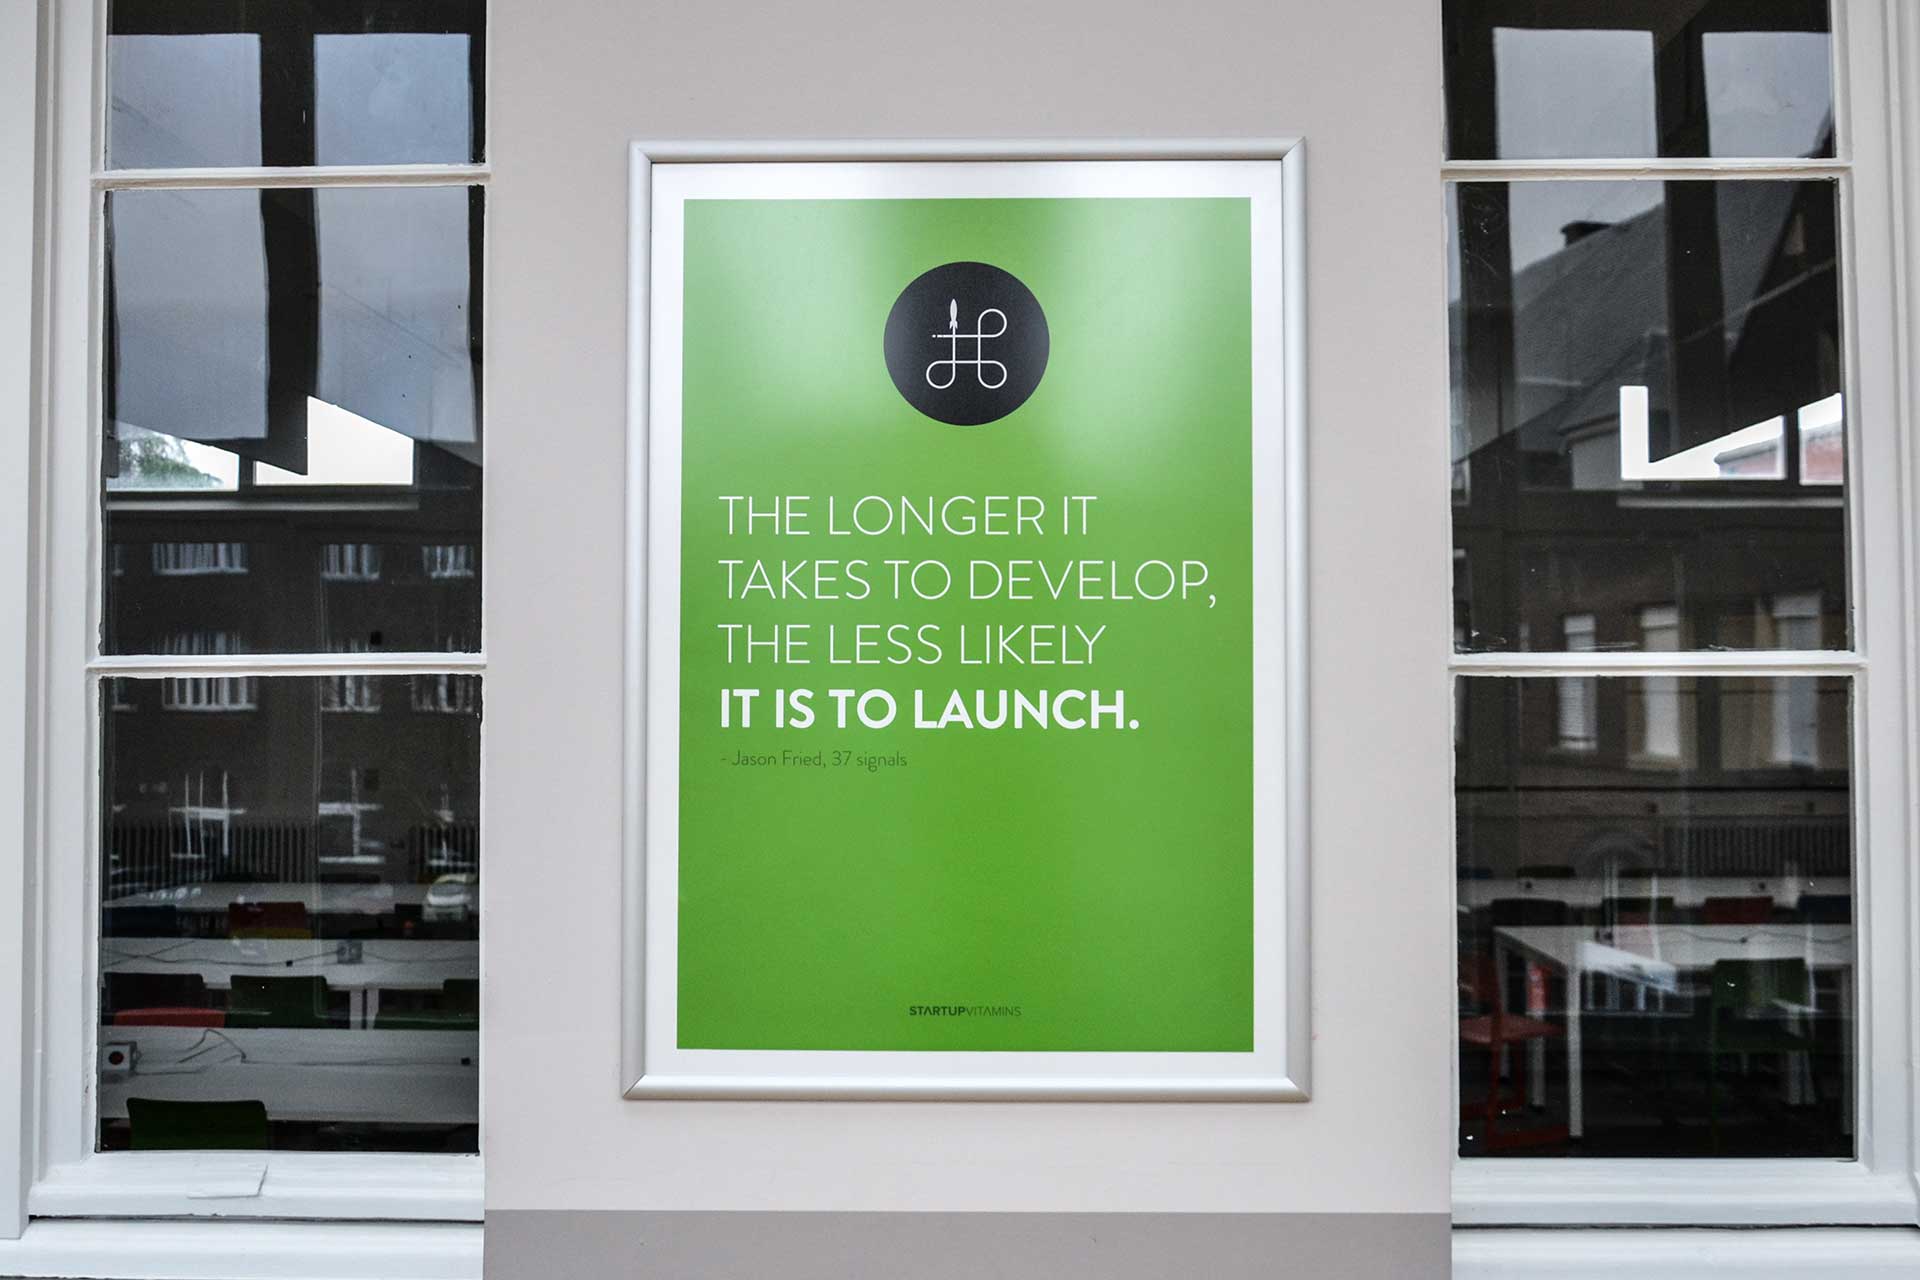 THE LONGER IT
TAKES TO DEVELOP,
THE LESS LIKELY
IT IS TO LAUNCH.
- Jason Fried, 37 signals
STARTUPVITAMINS